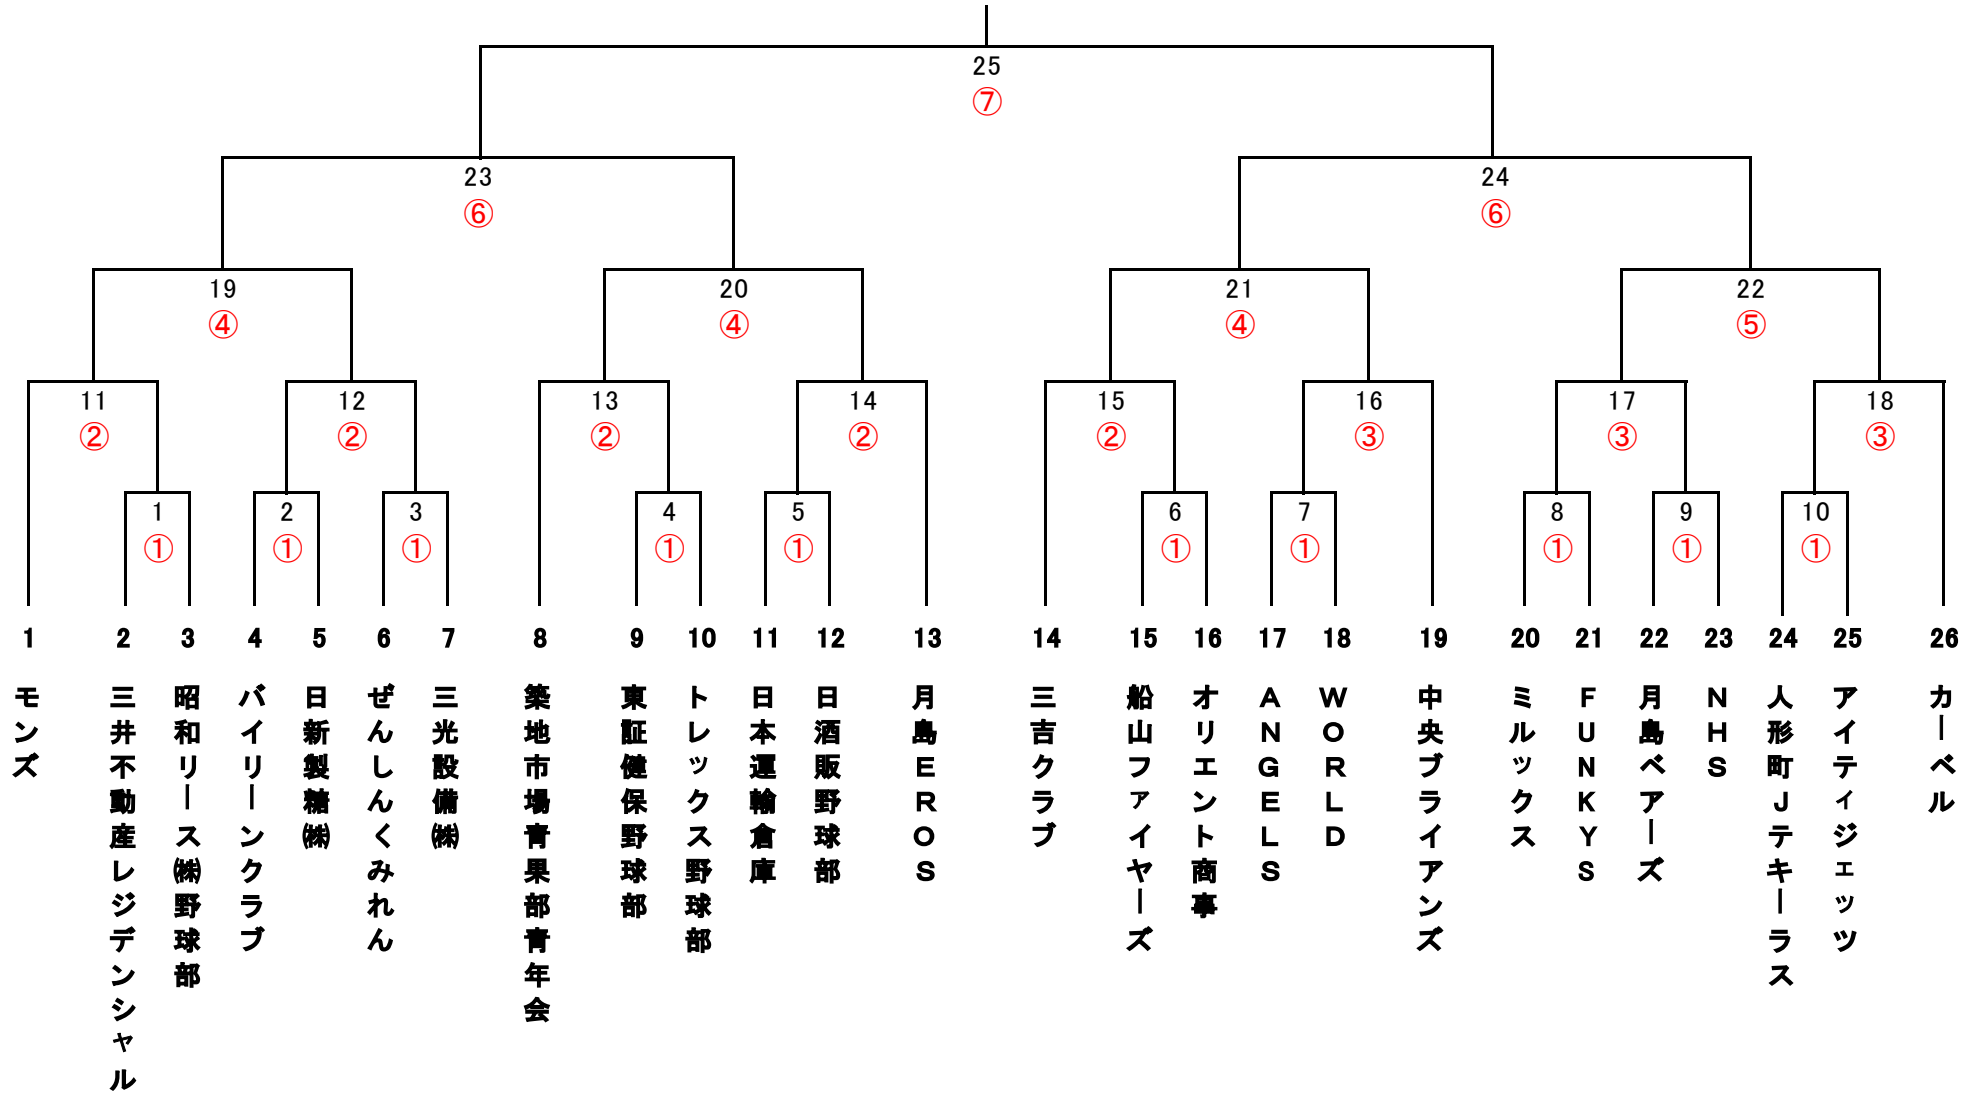 25
⑦
23 24
⑥ ⑥
19 20 21 22
④ ④ ④ ⑤
11 12 13 14 15 16 17 18
② ② ② ② ② ③ ③ ③
1 2 3 4 5 6 7 8 9 10
① ① ① ① ① ① ① ① ① ①
1 2 3 4 5 6 7 8 9 10 11 12 13 14 15 16 17 18 19 20 21 22 23 24 25 26
モンズ
三井不動産レジデンシャル
昭和リース㈱野球部
バイリーンクラブ
日新製糖㈱
ぜんしんくみれん
三光設備㈱
築地市場青果部青年会
東証健保野球部
トレックス野球部
日本運輸倉庫
日酒販野球部
月島ＥＲＯＳ
三吉クラブ
船山ファイヤーズ
オリエント商事
ＡＮＧＥＬＳ
ＷＯＲＬＤ
中央ブライアンズ
ミルックス
ＦＵＮＫＹＳ
月島ベアーズ
ＮＨＳ
人形町Ｊテキーラス
アイティジェッツ
カーベル